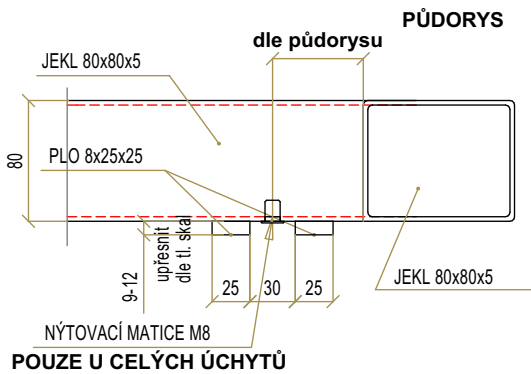 PŮDORYS
dle půdorysu
JEKL 80x80x5
80
PLO 8x25x25
9-12
upřesnit
dle tl. skal
25
30
25
JEKL 80x80x5
NÝTOVACÍ MATICE M8
POUZE U CELÝCH ÚCHYTŮ